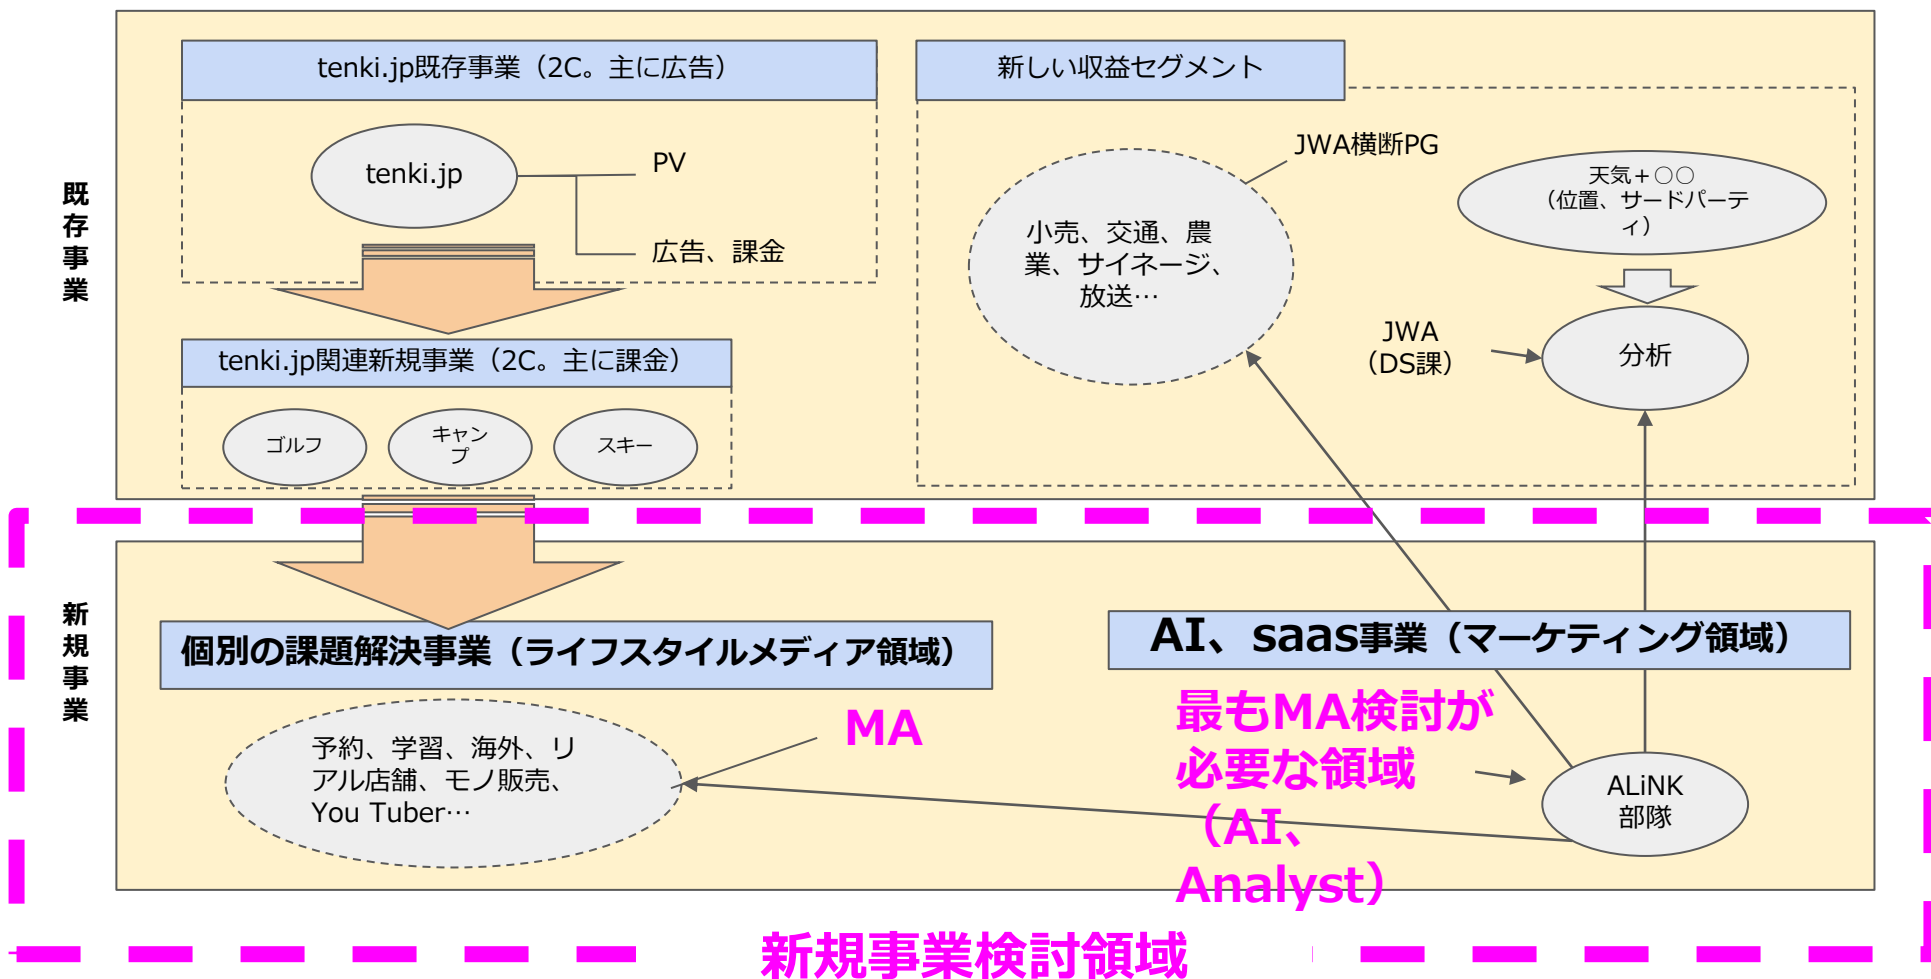 既存事業
tenki.jp既存事業（2C。主に広告）
tenki.jp
PV
広告、課金
tenki.jp関連新規事業（2C。主に課金）
ゴルフ
キャン
プ
スキー
新しい収益セグメント
JWA横断PG
小売、交通、農
業、サイネージ、
放送…
天気＋〇〇
（位置、サードパーテ
ィ）
JWA
（DS課）
分析
新規事業
個別の課題解決事業（ライフスタイルメディア領域）
MA
予約、学習、海外、リ
アル店舗、モノ販売、
You Tuber…
AI、saas事業（マーケティング領域）
最もMA検討が
必要な領域
（AI、
Analyst）
ALiNK
部隊
新規事業検討領域